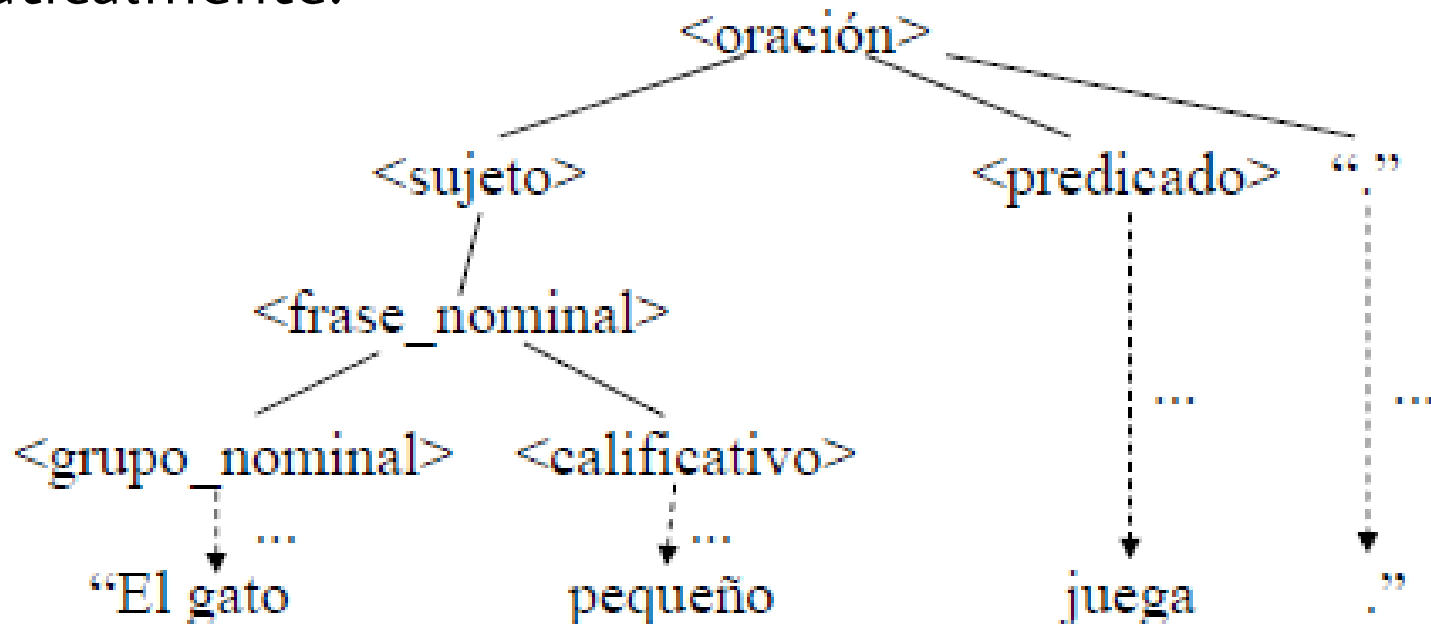 <oración>
<sujeto> <predicado> “.”
<frase_nominal>
... ...
<grupo_nominal> <calificativo>
... ...
“El gato pequeño juega .”